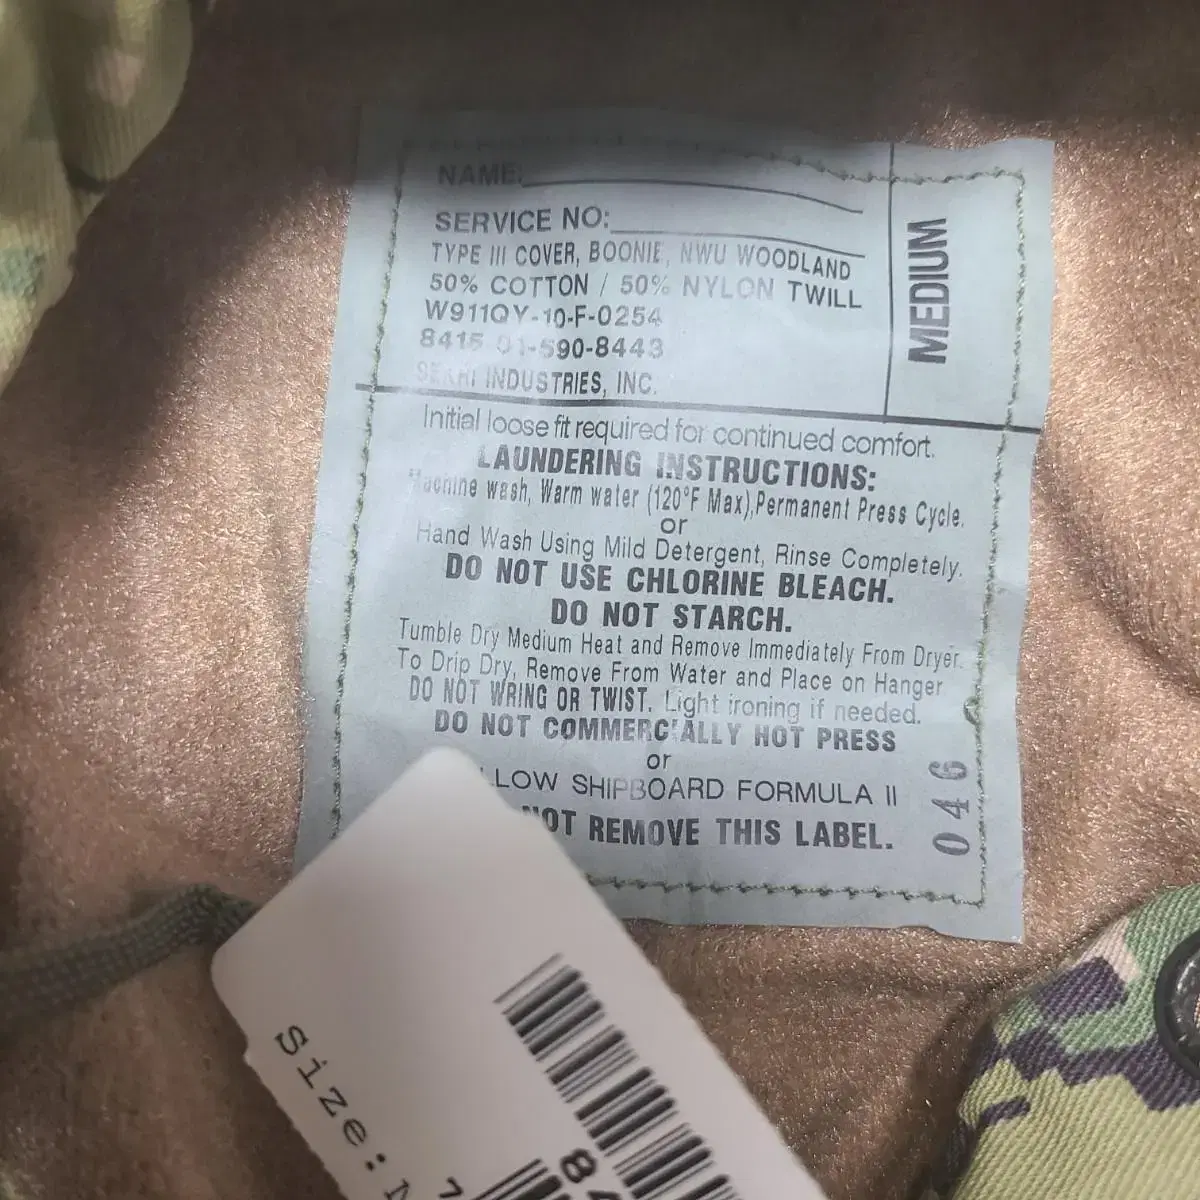 NAME:
SERVICE NO:
TYPE III COVER, BOONIE, NWU WOODLAND
50% COTTON / 50% NYLON TWILL
W911QY-10-F-0254
8415-01-590-8443
SEKRI INDUSTRIES, INC.
MEDIUM
Initial loose fit required for continued comfort.
LAUNDERING INSTRUCTIONS:
Machine wash, Warm water (120°F Max),Permanent Press Cycle.
or
Hand Wash Using Mild Detergent, Rinse Completely.
DO NOT USE CHLORINE BLEACH.
DO NOT STARCH.
Tumble Dry Medium Heat and Remove Immediately From Dryer.
To Drip Dry, Remove From Water and Place on Hanger
DO NOT WRING OR TWIST. Light ironing if needed.
DO NOT COMMERCIALLY HOT PRESS
or
LLOW SHIPBOARD FORMULA II
NOT REMOVE THIS LABEL.
046
Size:
84
7